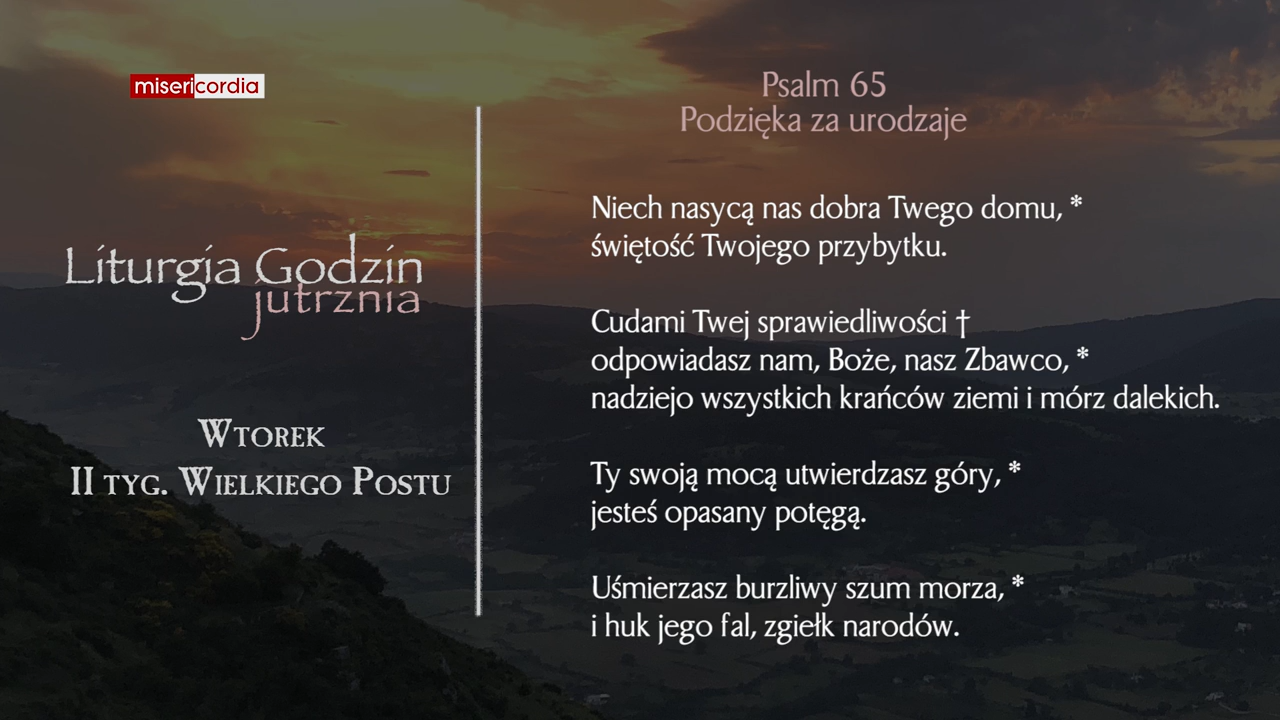 misericordia
Liturgia Godzin
jutrznia
Wtorek
II tyg. Wielkiego Postu
Psalm 65
Podzięka za urodzaje
Niech nasycą nas dobra Twego domu, *
świętość Twojego przybytku.
Cudami Twej sprawiedliwości †
odpowiadasz nam, Boże, nasz Zbawco, *
nadziejo wszystkich krańców ziemi i mórz dalekich.
Ty swoją mocą utwierdzasz góry, *
jesteś opasany potęgą.
Uśmierzasz burzliwy szum morza, *
i huk jego fal, zgiełk narodów.